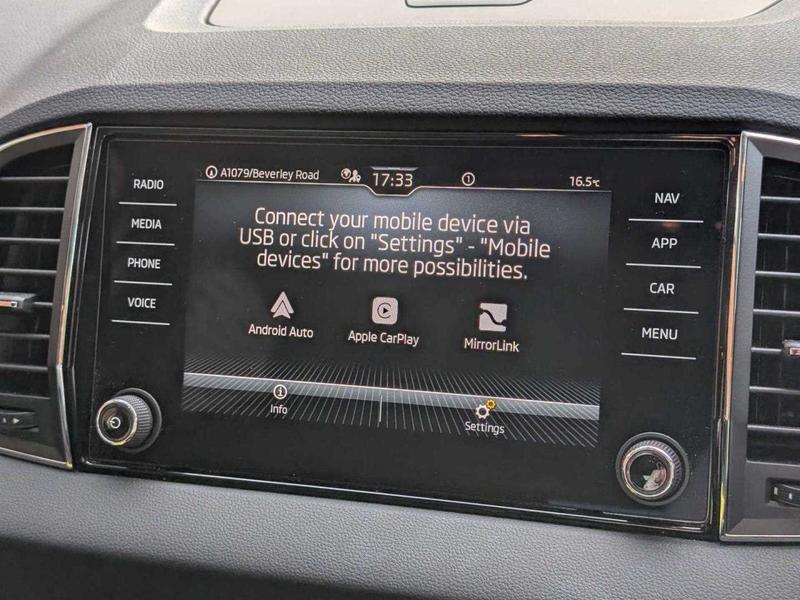 RADIO
MEDIA
PHONE
VOICE
A1079/Beverley Road
17:33
1
16.5°C
Connect your mobile device via
USB or click on "Settings" - "Mobile
devices" for more possibilities.
Android Auto
Apple CarPlay
MirrorLink
Info
Settings
NAV
APP
CAR
MENU